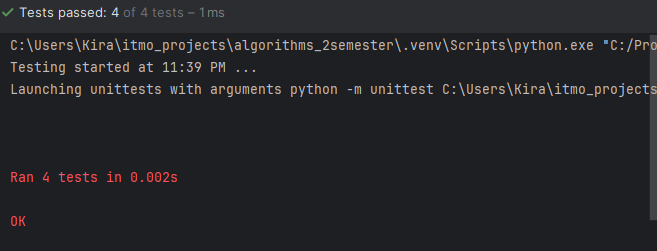 Tests passed: 4 of 4 tests – 1 ms
C:\Users\Kira\itmo_projects\algorithms_2semester\.venv\Scripts\python.exe "C:/Pro
Testing started at 11:39 PM ...
Launching unittests with arguments python -m unittest C:\Users\Kira\itmo_projects
Ran 4 tests in 0.002s
OK